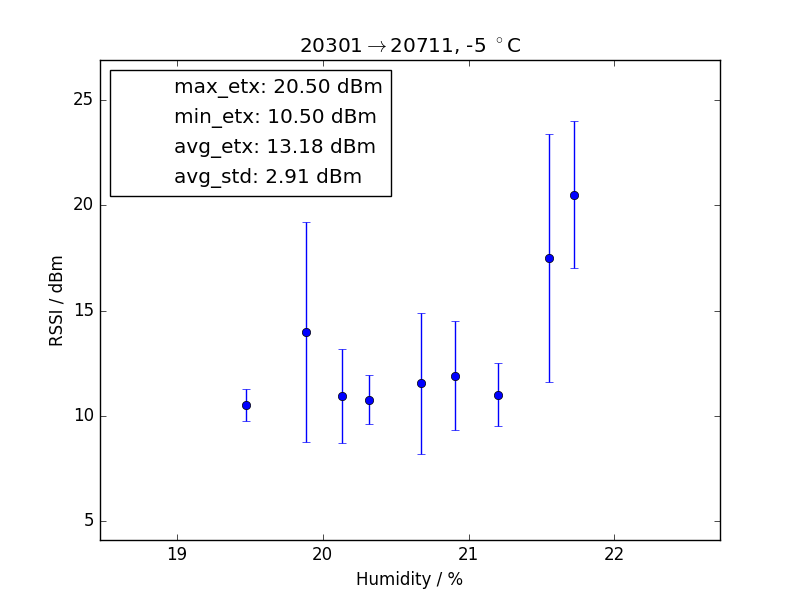 20301→20711, -5 °C
max_etx: 20.50 dBm
min_etx: 10.50 dBm
avg_etx: 13.18 dBm
avg_std: 2.91 dBm
RSSI / dBm
25
20
15
10
5
19 20 21 22
Humidity / %